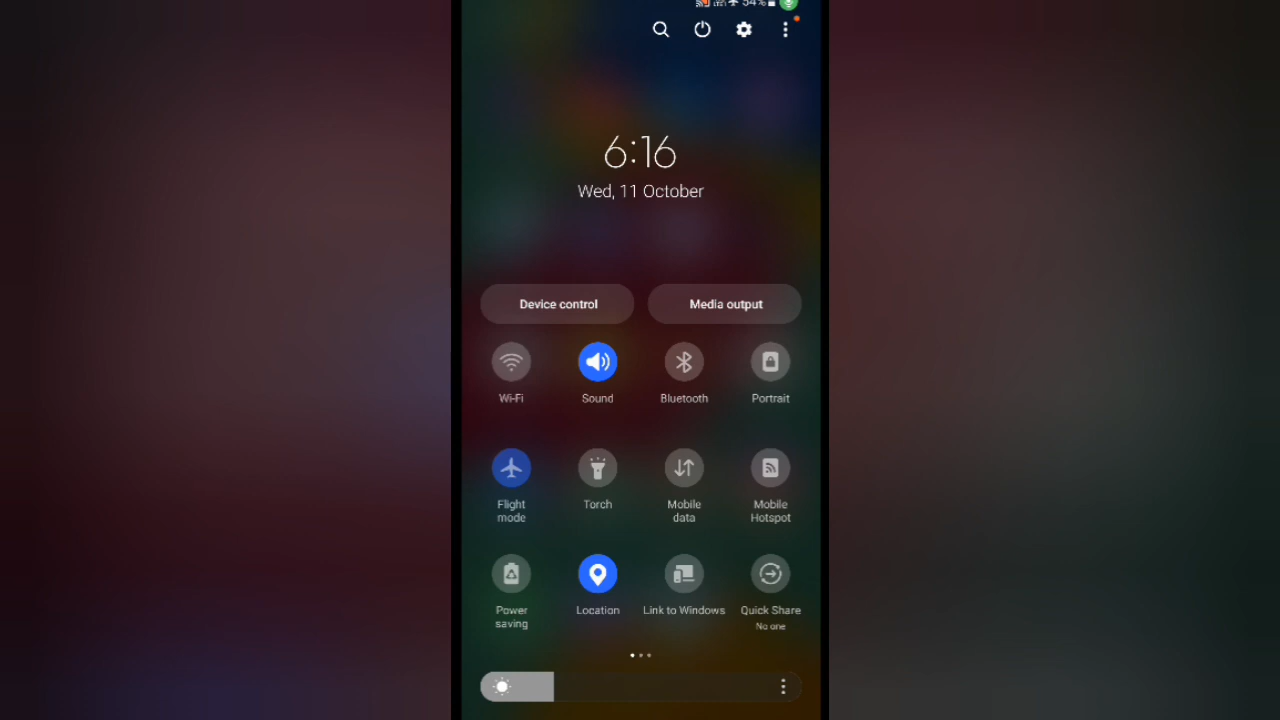 54%
6:16
Wed, 11 October
Device control Media output
Wi-Fi Sound Bluetooth Portrait
Flight Torch Mobile Mobile
mode data Hotspot
Power Location Link to Windows Quick Share
saving No one